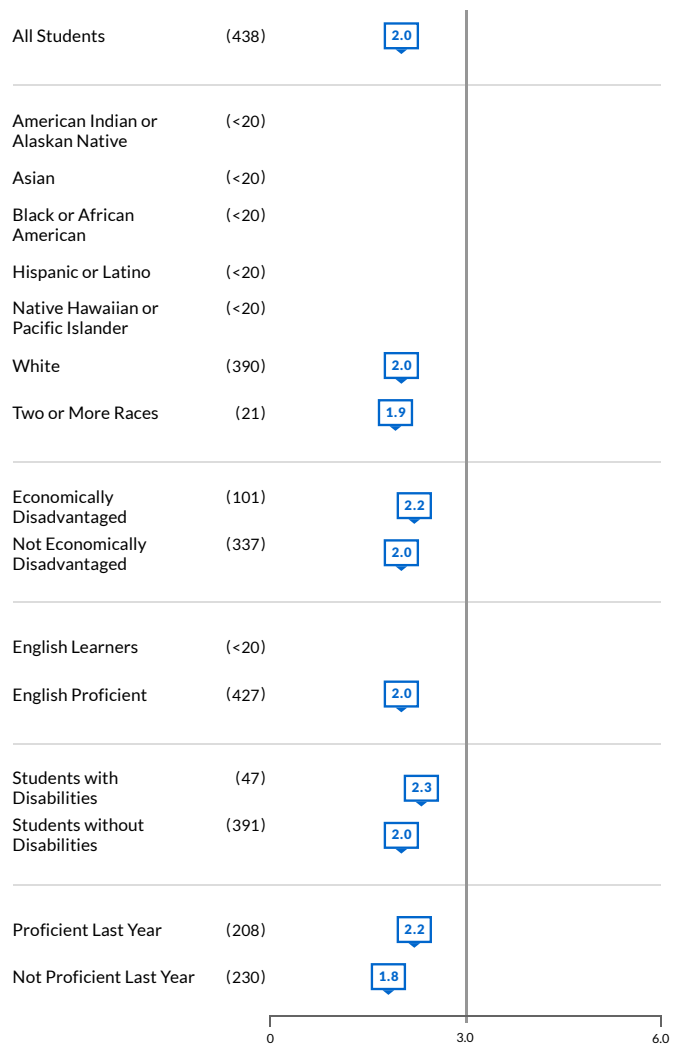 All Students (438) 2.0
American Indian or (<20)
Alaskan Native
Asian (<20)
Black or African (<20)
American
Hispanic or Latino (<20)
Native Hawaiian or (<20)
Pacific Islander
White (390) 2.0
Two or More Races (21) 1.9
Economically (101) 2.2
Disadvantaged
Not Economically (337) 2.0
Disadvantaged
English Learners (<20)
English Proficient (427) 2.0
Students with (47) 2.3
Disabilities
Students without (391) 2.0
Disabilities
Proficient Last Year (208) 2.2
Not Proficient Last Year (230) 1.8
0 3.0 6.0